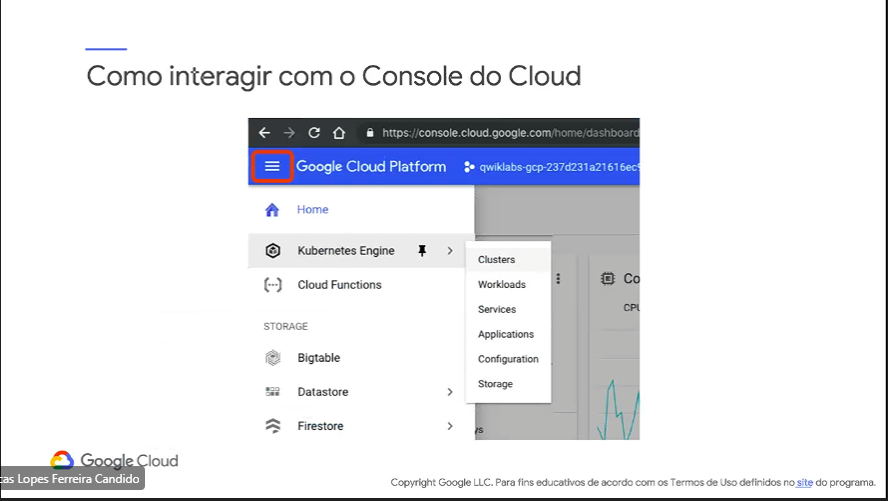 Como interagir com o Console do Cloud
https://console.cloud.google.com/home/dashboard
Google Cloud Platform
qwiklabs-gcp-237d231a21616ec9
Home
Kubernetes Engine
Clusters
Workloads
Services
Applications
Configuration
Storage
Cloud Functions
STORAGE
Bigtable
Datastore
Firestore
Co
CPU
ys
Google Cloud
cas Lopes Ferreira Candido
Copyright Google LLC. Para fins educativos de acordo com os Termos de Uso definidos no site do programa.